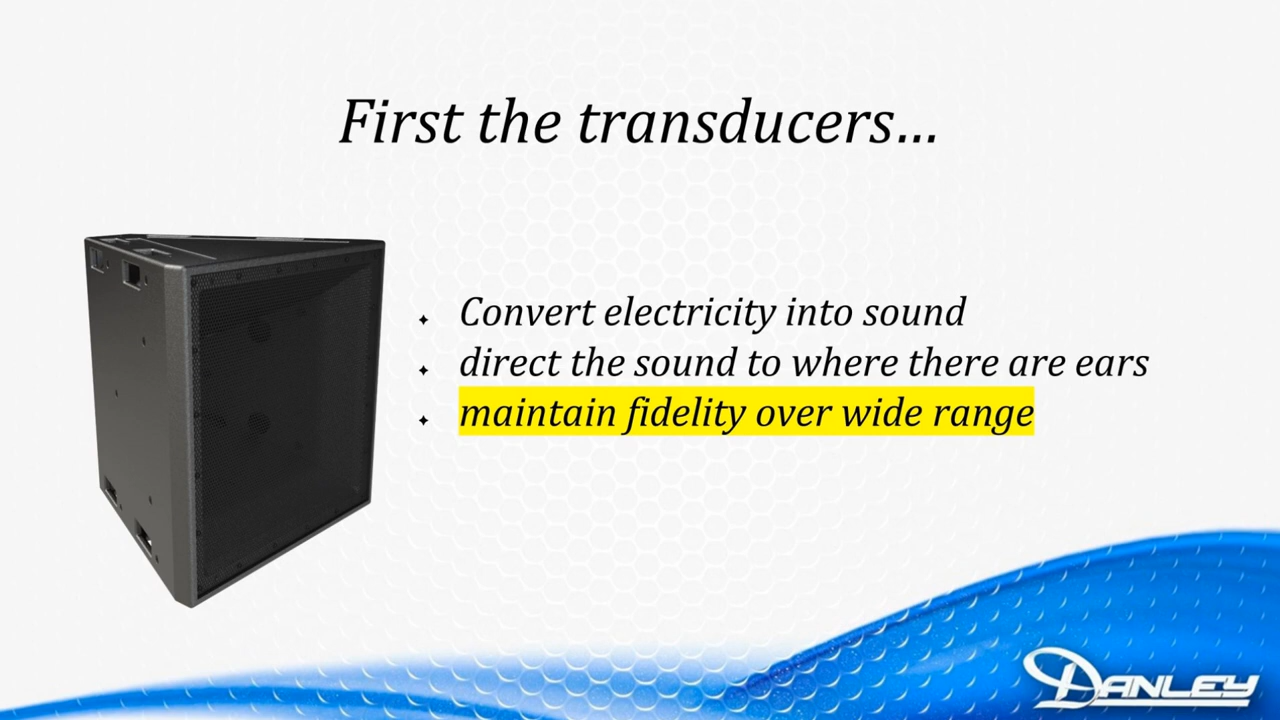 First the transducers…
Convert electricity into sound
direct the sound to where there are ears
maintain fidelity over wide range
DANLEY